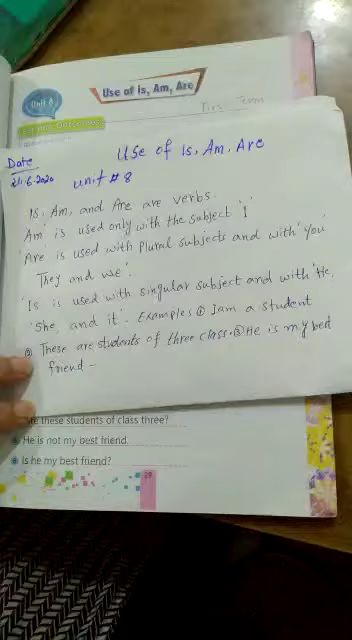 Unit 8
Use of Is, Am, Are
First Term
Date
21.6.2020
Use of Is, Am, Are
unit # 8
Is, Am, and Are are verbs.
'Am' is used only with the subject 'I'
'Are is used with plural subjects and with 'You'
They and we'.
'Is is used with singular subject and with 'He,
'She, and it'. Examples ① I am a student
② These are students of three class. ③ He is my best
friend -
these students of class three?
He is not my best friend.
Is he my best friend?
29